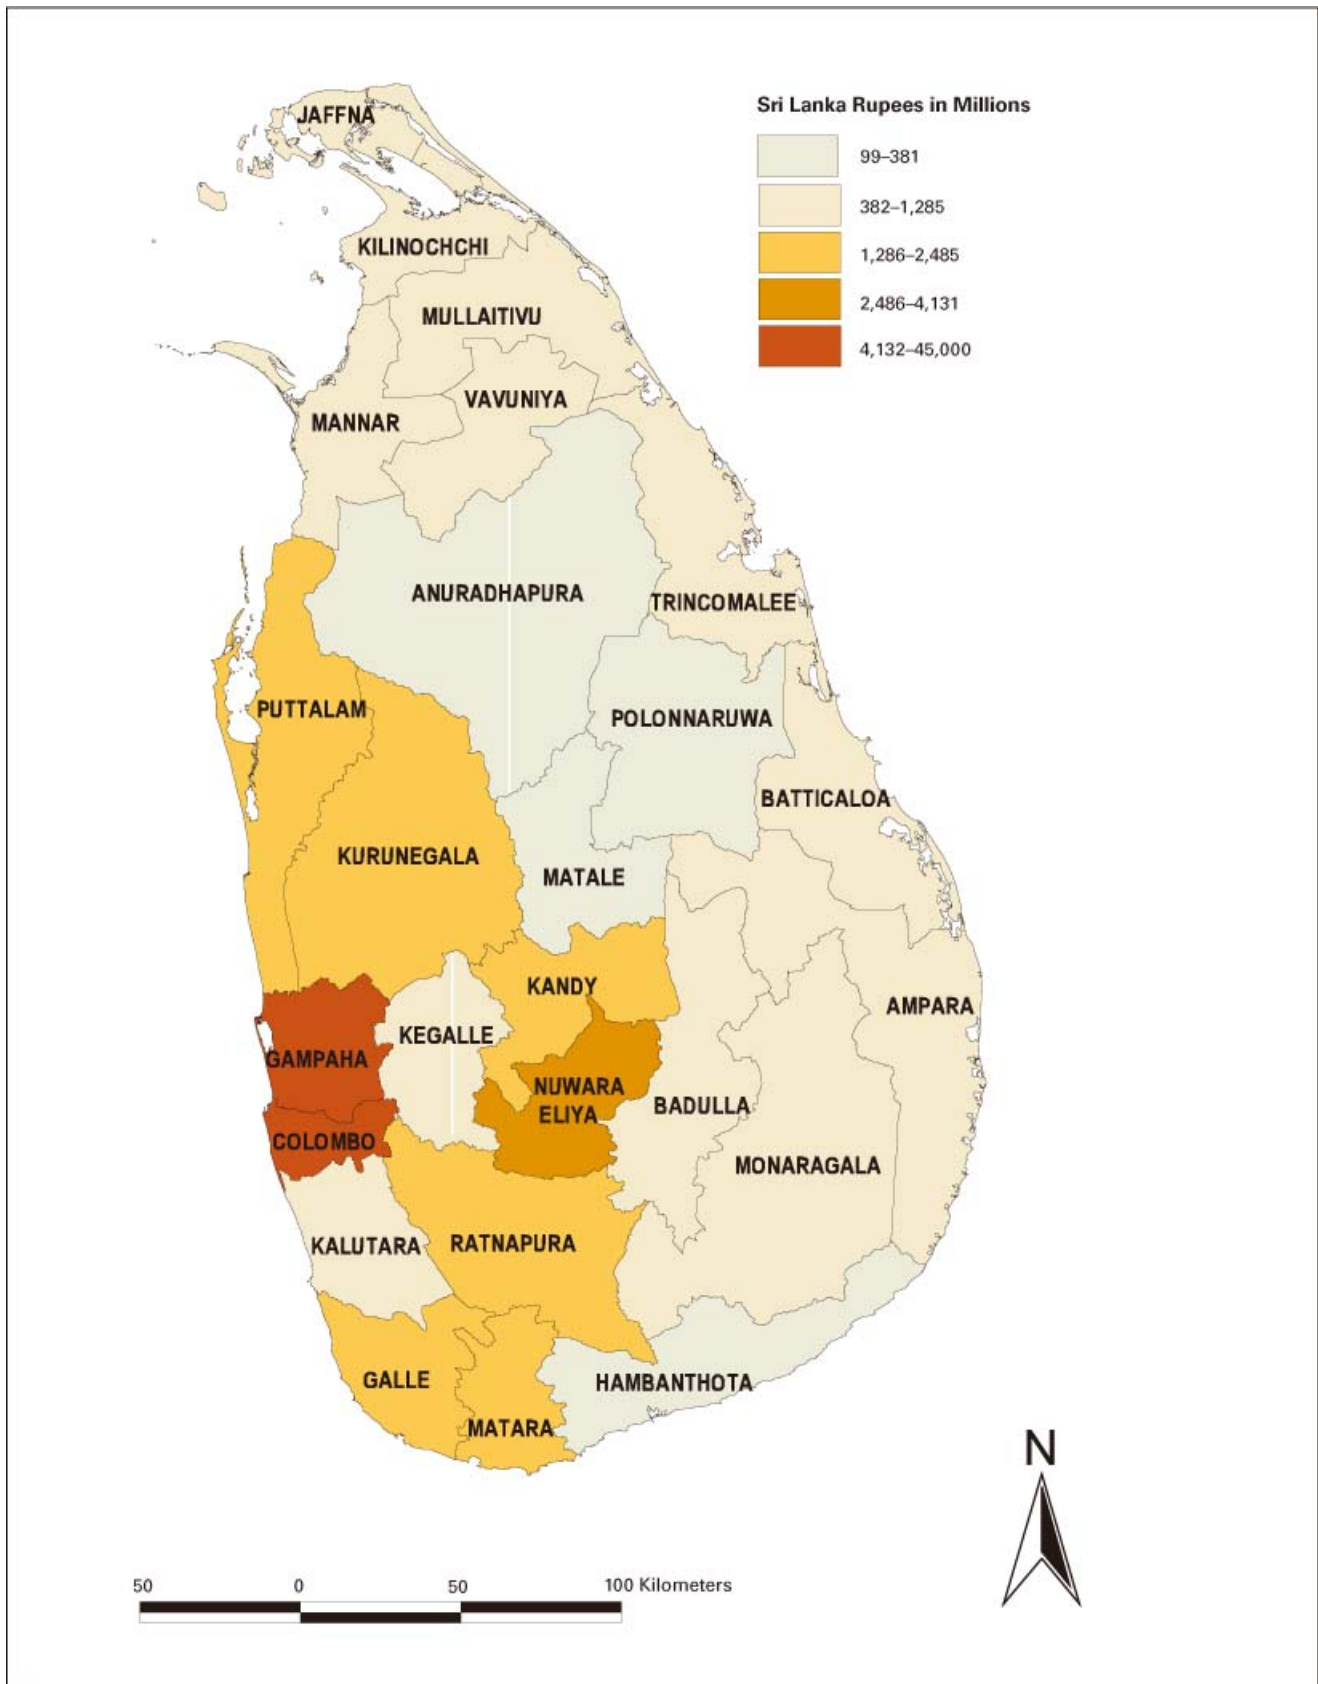 Sri Lanka Rupees in Millions
99–381
382–1,285
1,286–2,485
2,486–4,131
4,132–45,000
JAFFNA
KILINOCHCHI
MULLAITIVU
VAVUNIYA
MANNAR
ANURADHAPURA
TRINCOMALEE
PUTTALAM
POLONNARUWA
BATTICALOA
KURUNEGALA
MATALE
KANDY
AMPARA
KEGALLE
GAMPAHA
NUWARA
ELIYA
BADULLA
COLOMBO
MONARAGALA
KALUTARA
RATNAPURA
GALLE
HAMBANTHOTA
MATARA
N
50 0 50 100 Kilometers